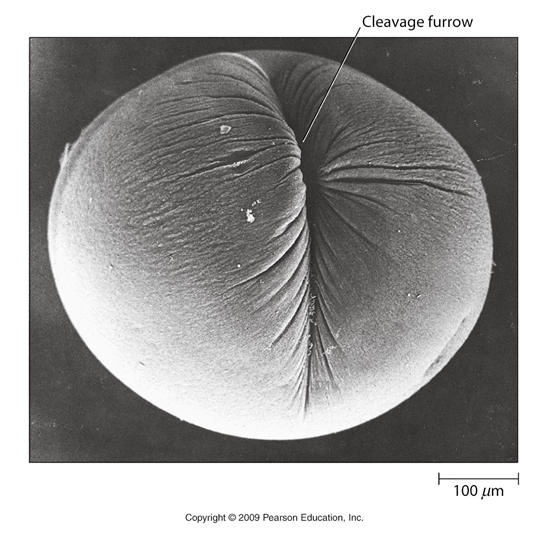 Cleavage furrow
100 μm
Copyright © 2009 Pearson Education, Inc.